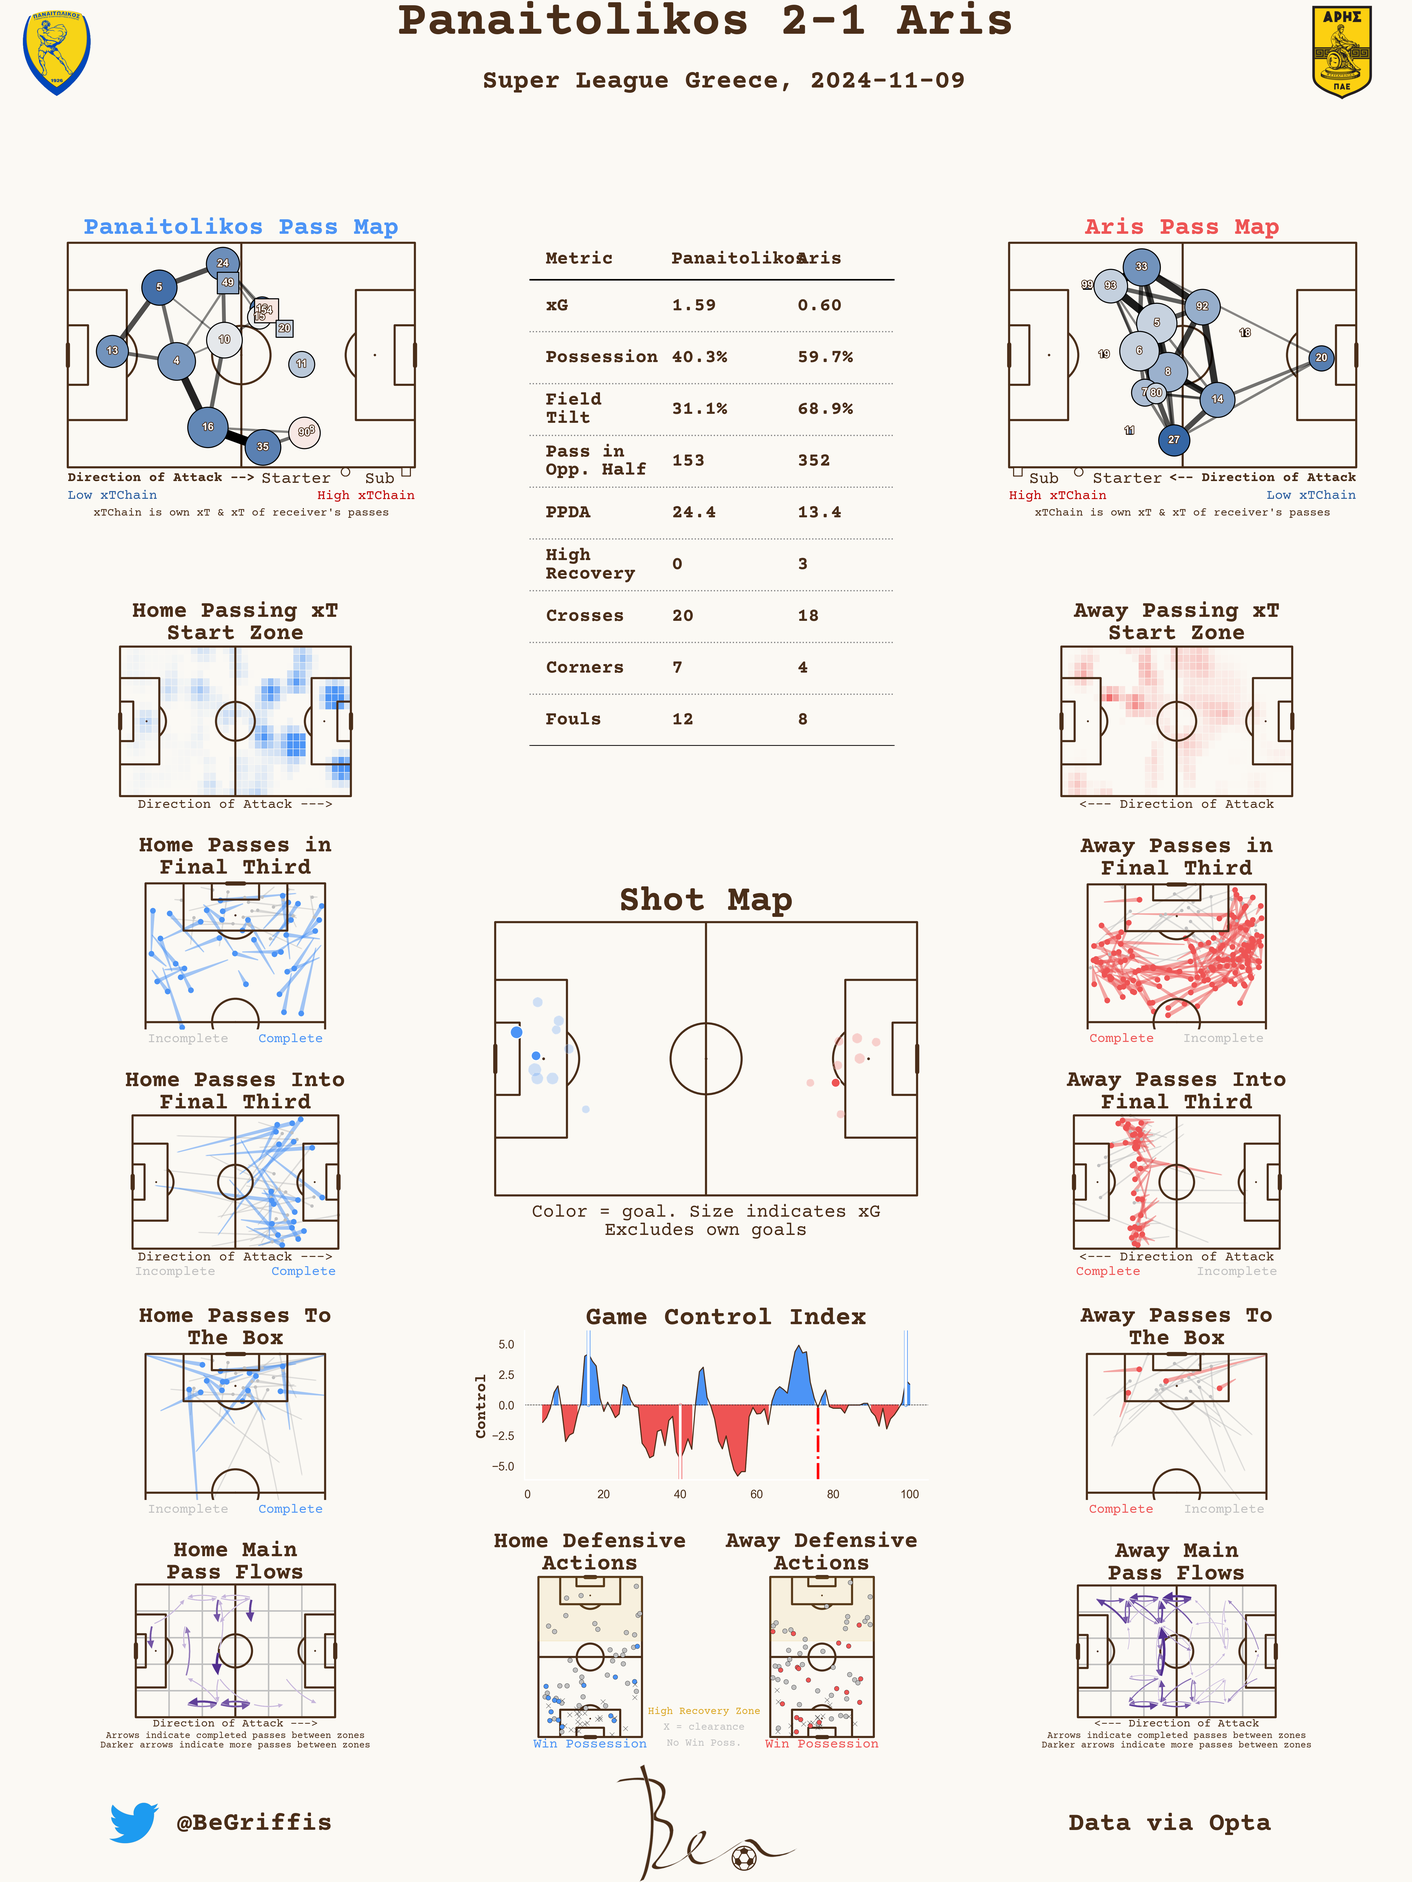 Panaitolikos 2-1 Aris
Super League Greece, 2024-11-09
ΠΑΝΑΙΤΩΛΙΚΟΣ
1926
ΑΡΗΣ
ΠΑΕ
Panaitolikos Pass Map
24
49
5
20
10
13
4
11
16
90
35
Direction of Attack --> Starter Sub
Low xTChain High xTChain
xTChain is own xT & xT of receiver's passes
Metric Panaitolikos Aris
xG 1.59 0.60
Possession 40.3% 59.7%
Field
Tilt 31.1% 68.9%
Pass in
Opp. Half 153 352
PPDA 24.4 13.4
High
Recovery 0 3
Crosses 20 18
Corners 7 4
Fouls 12 8
Aris Pass Map
33
99
93
92
5
18
6
19
20
8
7
80
14
11
27
Sub Starter <-- Direction of Attack
High xTChain Low xTChain
xTChain is own xT & xT of receiver's passes
Home Passing xT
Start Zone
Direction of Attack --->
Away Passing xT
Start Zone
<--- Direction of Attack
Home Passes in
Final Third
Incomplete Complete
Away Passes in
Final Third
Complete Incomplete
Shot Map
Color = goal. Size indicates xG
Excludes own goals
Home Passes Into
Final Third
Direction of Attack --->
Incomplete Complete
Away Passes Into
Final Third
<--- Direction of Attack
Complete Incomplete
Home Passes To
The Box
Incomplete Complete
Game Control Index
Control
5.0
2.5
0.0
−2.5
−5.0
0 20 40 60 80 100
Away Passes To
The Box
Complete Incomplete
Home Main
Pass Flows
Direction of Attack --->
Arrows indicate completed passes between zones
Darker arrows indicate more passes between zones
Home Defensive
Actions
Win Possession
Away Defensive
Actions
Win Possession
High Recovery Zone
X = clearance
No Win Poss.
Away Main
Pass Flows
<--- Direction of Attack
Arrows indicate completed passes between zones
Darker arrows indicate more passes between zones
@BeGriffis
Ben
Data via Opta